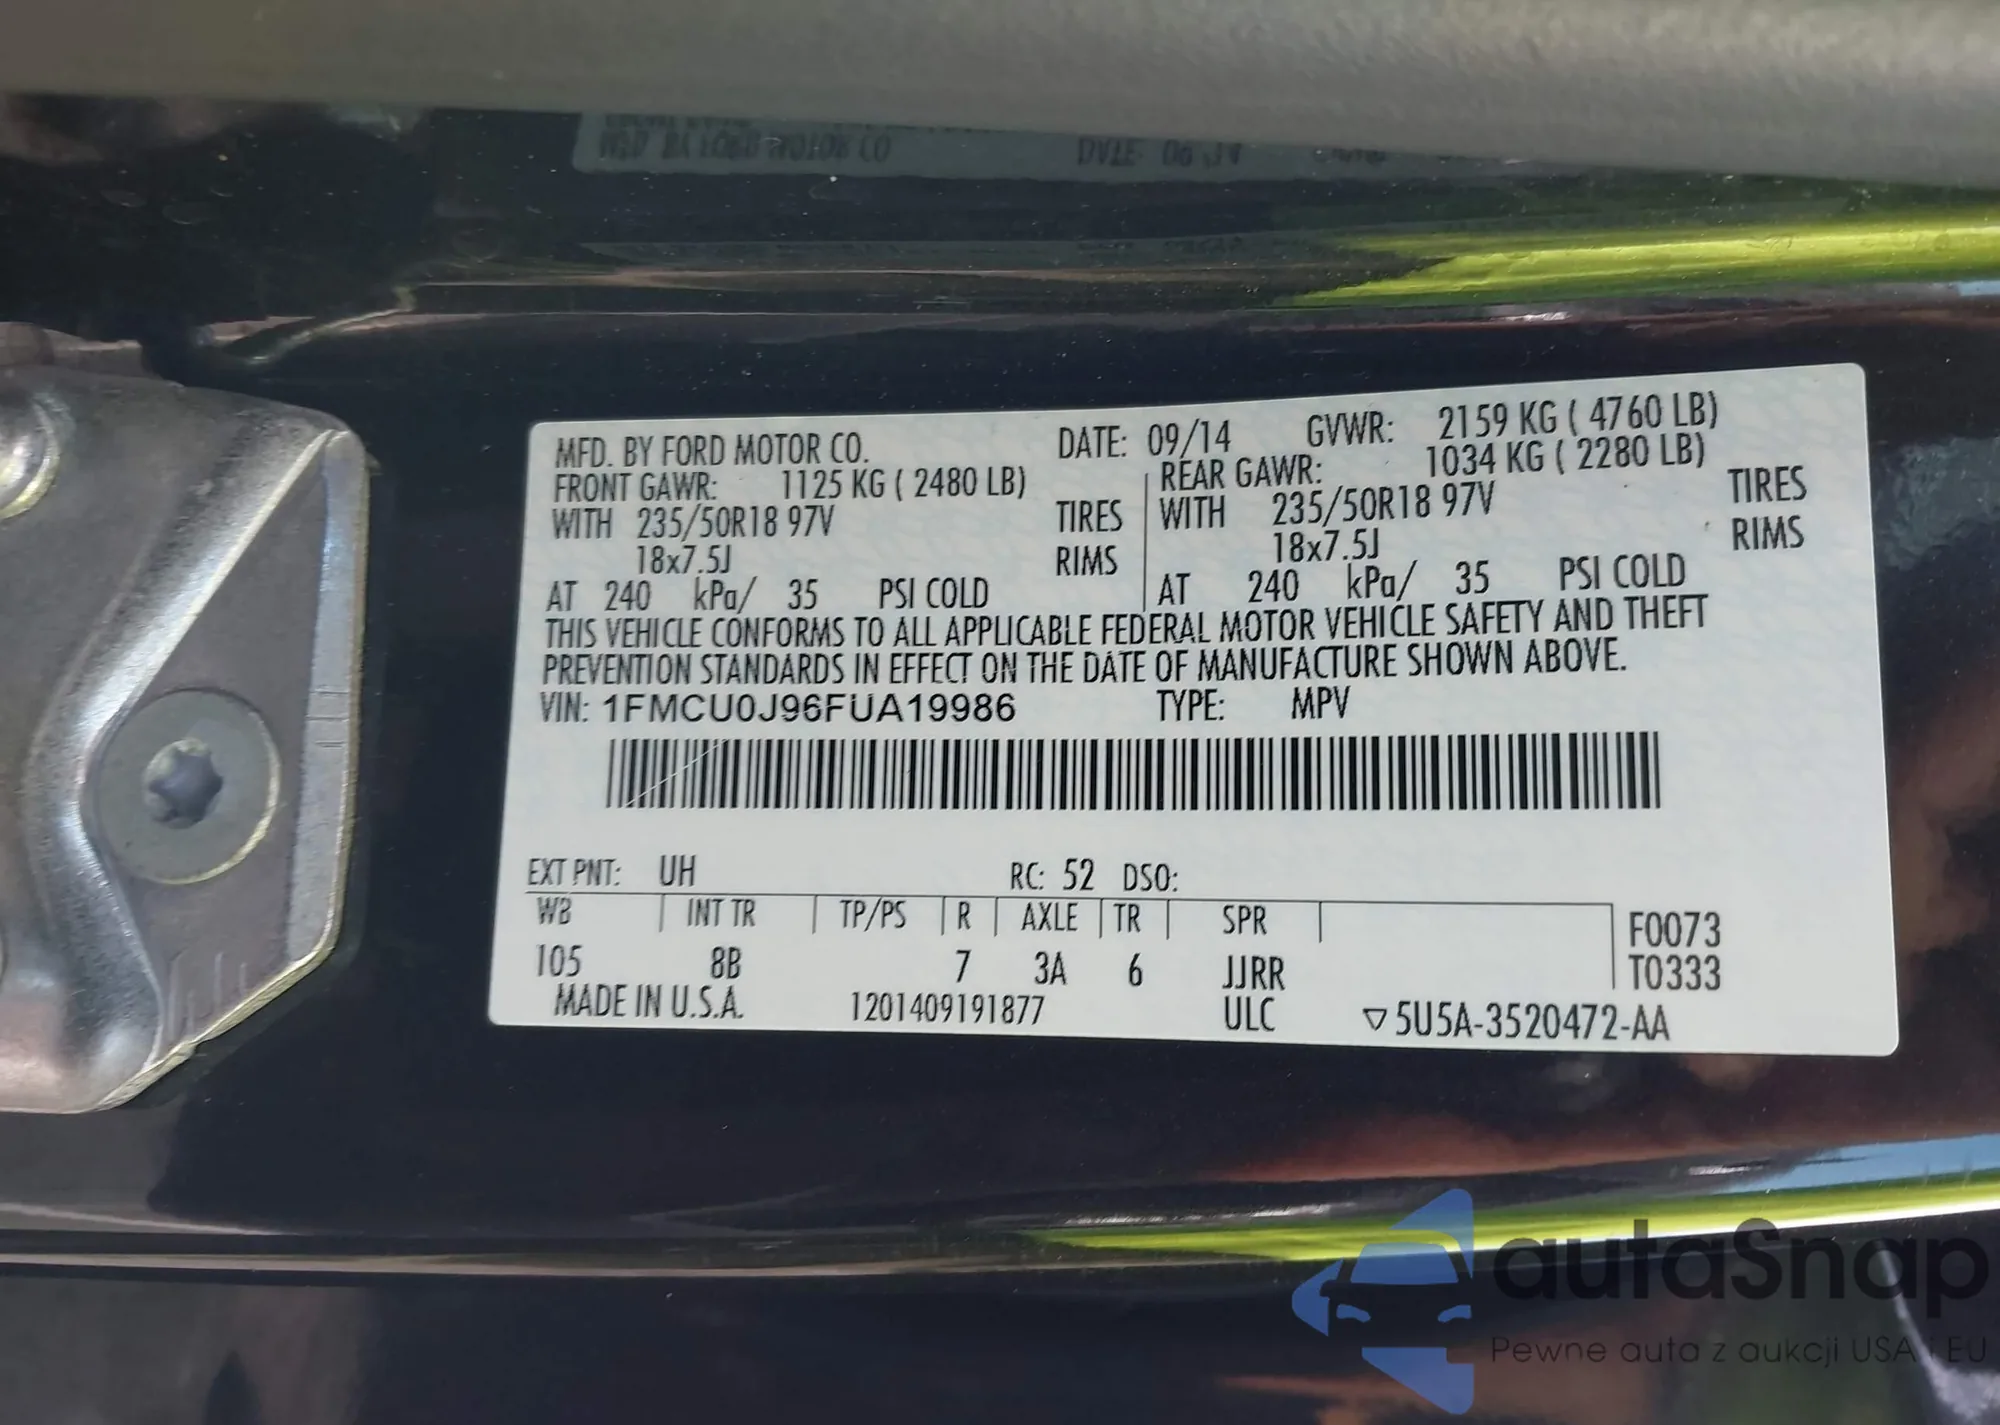 MFD. BY FORD MOTOR CO. DATE: 09/14 GVWR: 2159 KG ( 4760 LB)
FRONT GAWR: 1125 KG ( 2480 LB) REAR GAWR: 1034 KG ( 2280 LB)
WITH 235/50R18 97V TIRES WITH 235/50R18 97V TIRES
18x7.5J RIMS 18x7.5J RIMS
AT 240 kPa/ 35 PSI COLD AT 240 kPa/ 35 PSI COLD
THIS VEHICLE CONFORMS TO ALL APPLICABLE FEDERAL MOTOR VEHICLE SAFETY AND THEFT
PREVENTION STANDARDS IN EFFECT ON THE DATE OF MANUFACTURE SHOWN ABOVE.
VIN: 1FMCU0J96FUA19986 TYPE: MPV
EXT PNT: UH RC: 52 DSO:
WB INT TR TP/PS R AXLE TR SPR F0073
105 8B 7 3A 6 JJRR T0333
MADE IN U.S.A. 1201409191877 ULC ▽5U5A-3520472-AA
autaSnap
Pewne auta z aukcji USA i EU